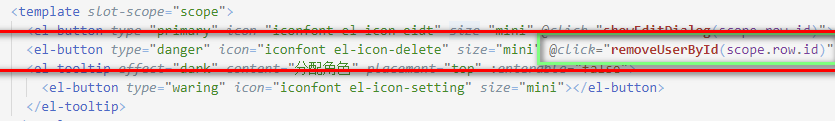 <template slot-scope="scope">
<el-button type="primary" icon="iconfont el-icon-eidt" size="mini" @click="showEditDialog(scope.row.id)">
<el-button type="danger" icon="iconfont el-icon-delete" size="mini" @click="removeUserById(scope.row.id)"
<el-tooltip effect="dark" content="分配角色" placement="top" :enterable="false">
<el-button type="waring" icon="iconfont el-icon-setting" size="mini"></el-button>
</el-tooltip>